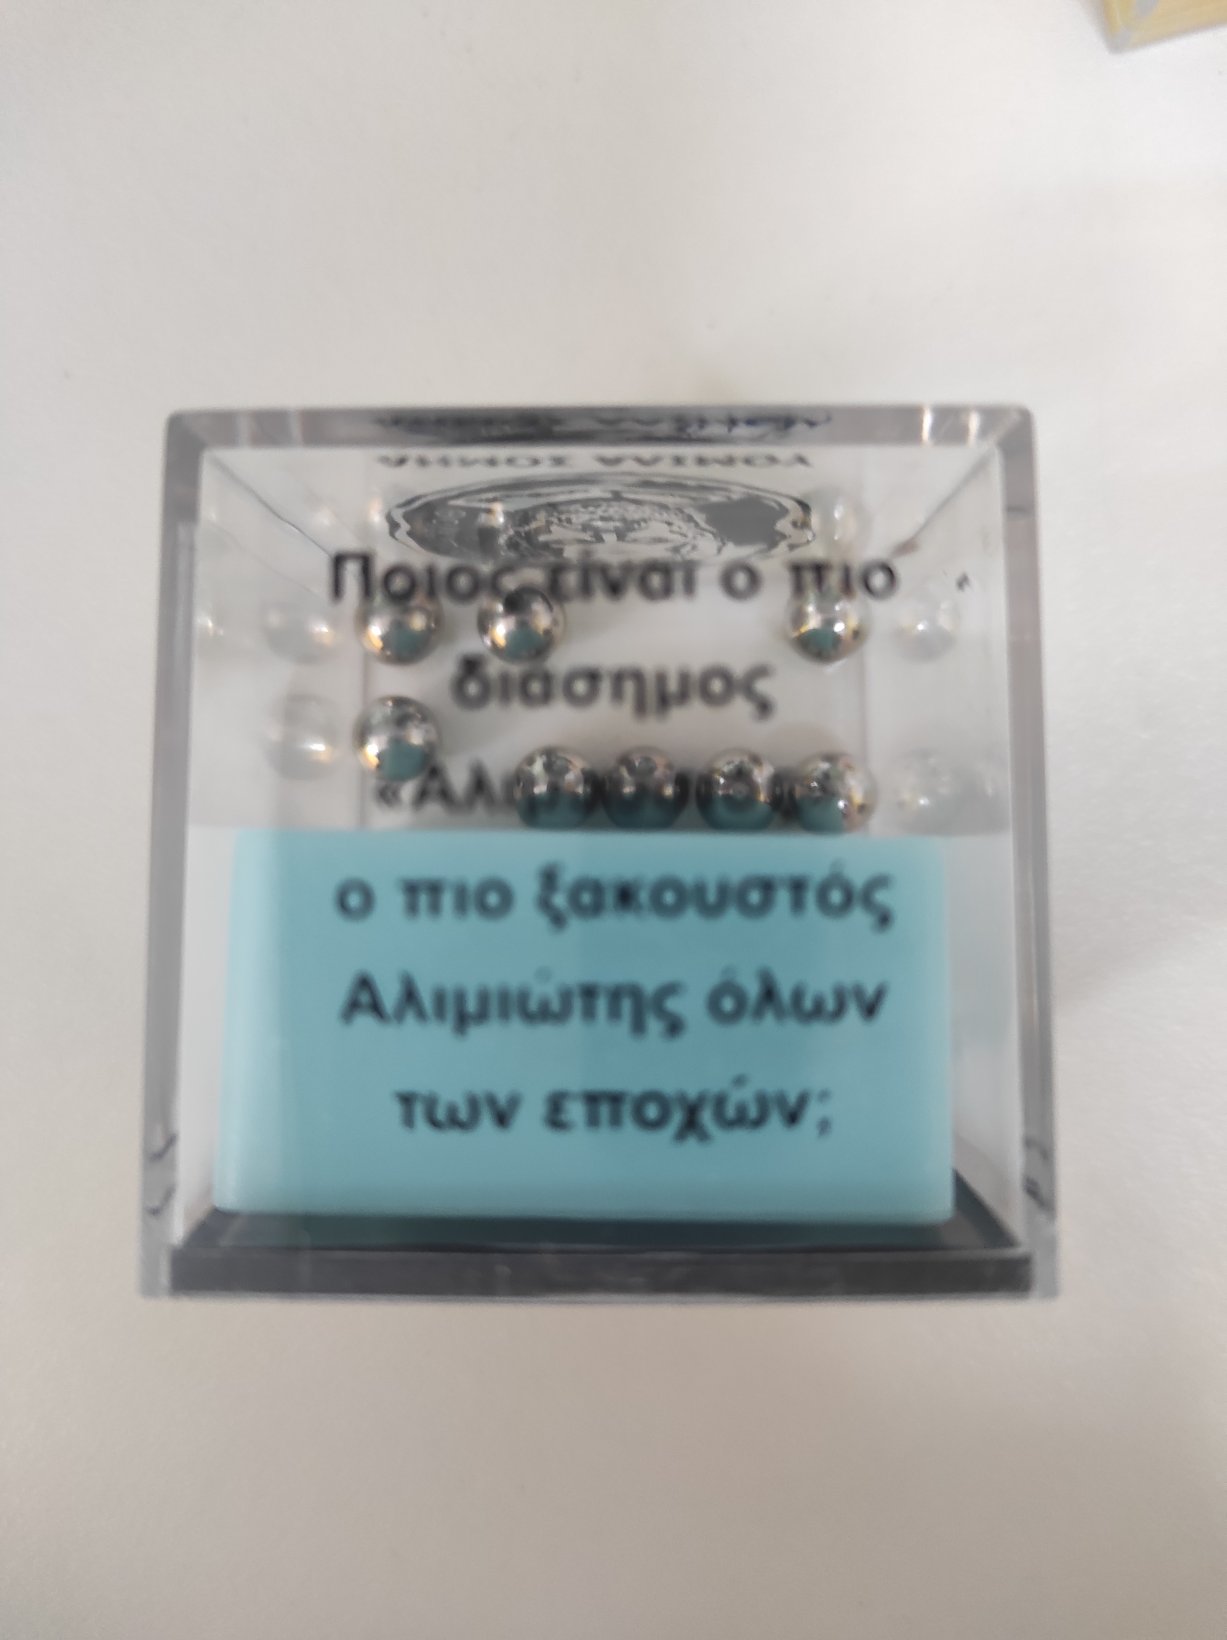 Ποιος είναι ο πιο
διάσημος
ο πιο ξακουστός
Αλιμιώτης όλων
των εποχών;